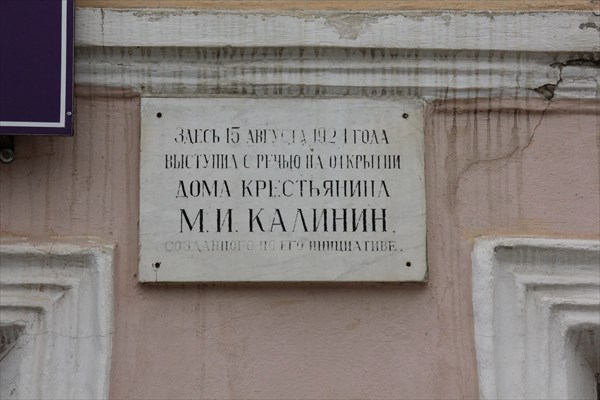 ЗДЕСЬ 15 АВГУСТА 1924 ГОДА
ВЫСТУПИЛ С РЕЧЬЮ НА ОТКРЫТИИ
ДОМА КРЕСТЬЯНИНА
М. И. КАЛИНИН,
СОЗДАННОГО ПО ЕГО ИНИЦИАТИВЕ.